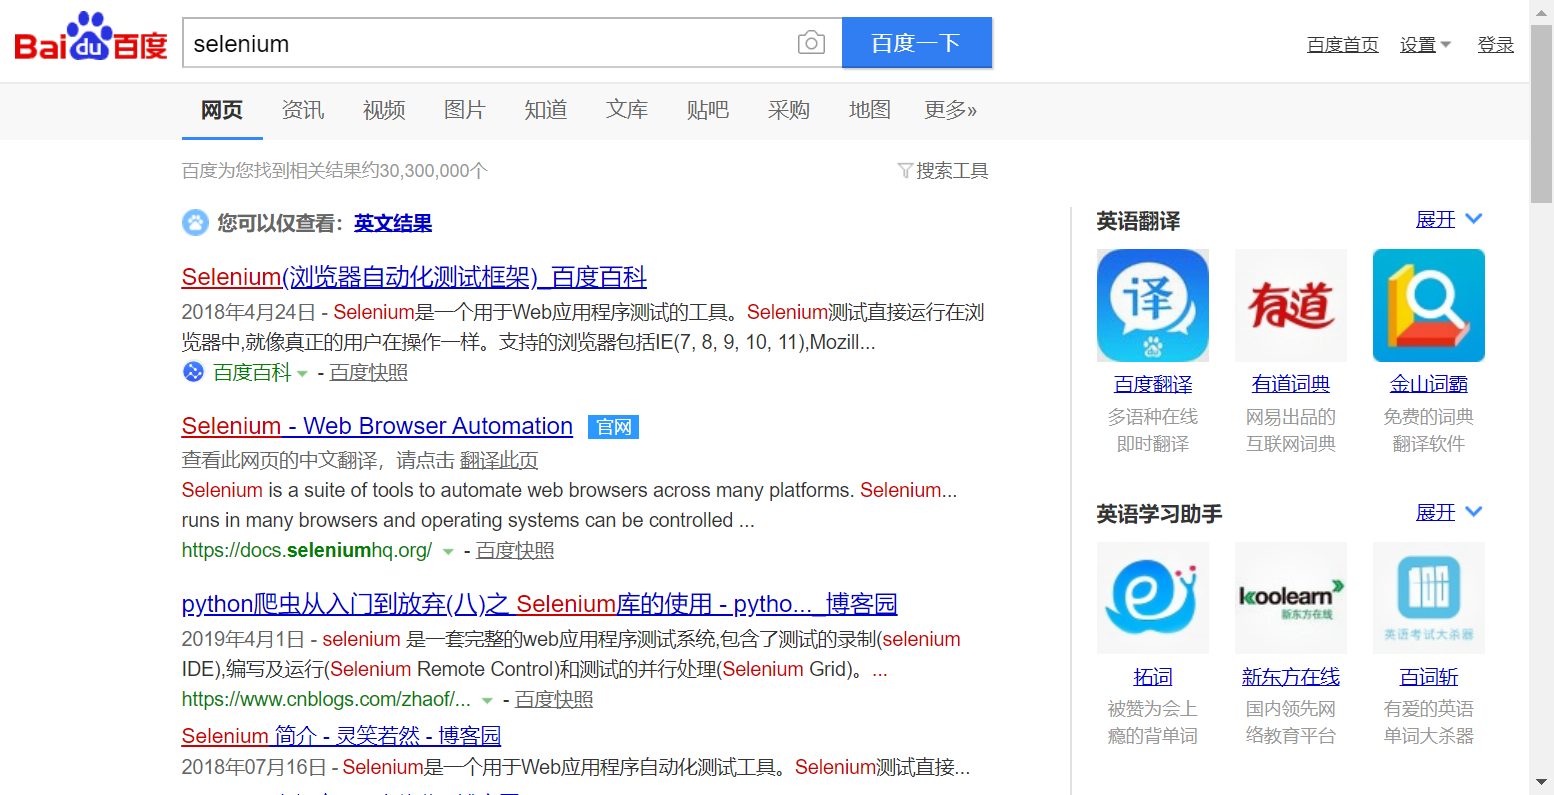 Bai du 百度
selenium
百度一下
百度首页 设置 登录
网页 资讯 视频 图片 知道 文库 贴吧 采购 地图 更多»
百度为您找到相关结果约30,300,000个
搜索工具
您可以仅查看：英文结果
Selenium(浏览器自动化测试框架)_百度百科
2018年4月24日 - Selenium是一个用于Web应用程序测试的工具。Selenium测试直接运行在浏
览器中,就像真正的用户在操作一样。支持的浏览器包括IE(7, 8, 9, 10, 11),Mozill...
百度百科 - 百度快照
Selenium - Web Browser Automation 官网
查看此网页的中文翻译，请点击 翻译此页
Selenium is a suite of tools to automate web browsers across many platforms. Selenium...
runs in many browsers and operating systems can be controlled ...
https://docs.seleniumhq.org/ - 百度快照
python爬虫从入门到放弃(八)之 Selenium库的使用 - pytho..._博客园
2019年4月1日 - selenium 是一套完整的web应用程序测试系统,包含了测试的录制(selenium
IDE),编写及运行(Selenium Remote Control)和测试的并行处理(Selenium Grid)。...
https://www.cnblogs.com/zhaof/... - 百度快照
Selenium 简介 - 灵笑若然 - 博客园
2018年07月16日 - Selenium是一个用于Web应用程序自动化测试工具。Selenium测试直接...
英语翻译 展开
译 有道
百度翻译 有道词典 金山词霸
多语种在线 网易出品的 免费的词典
即时翻译 互联网词典 翻译软件
英语学习助手 展开
koolearn
新东方在线
英语考试大杀器
拓词 新东方在线 百词斩
被赞为会上 国内领先网 有爱的英语
瘾的背单词 络教育平台 单词大杀器